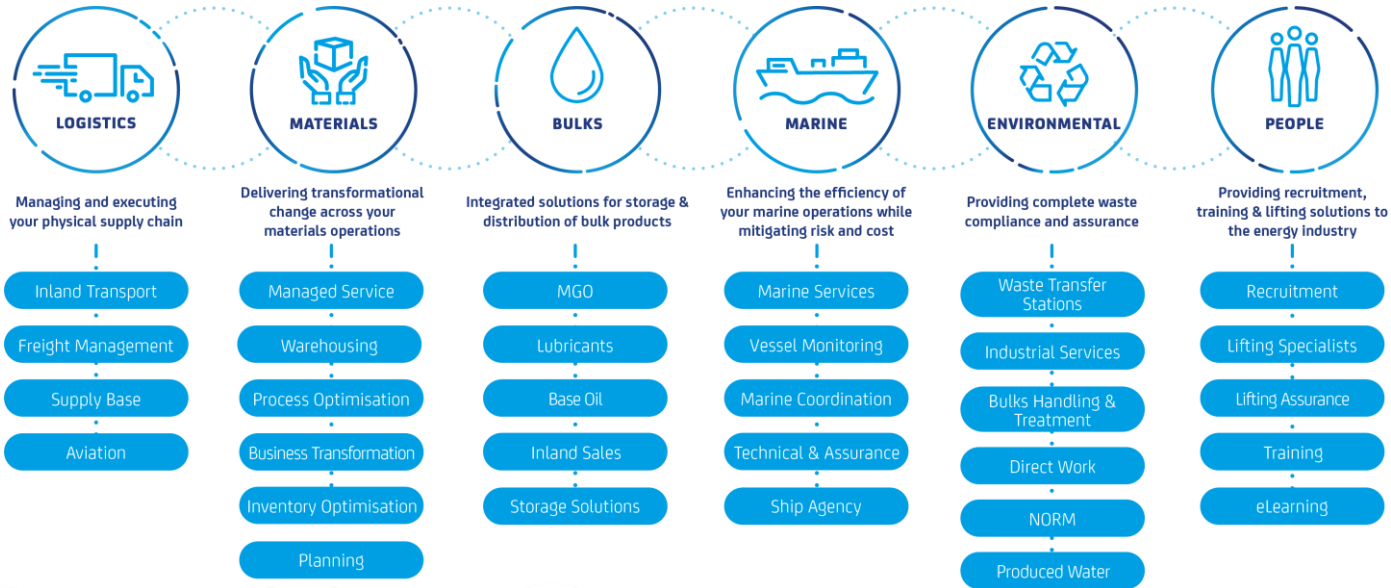 LOGISTICS
Managing and executing
your physical supply chain
Inland Transport
Freight Management
Supply Base
Aviation
MATERIALS
Delivering transformational
change across your
materials operations
Managed Service
Warehousing
Process Optimisation
Business Transformation
Inventory Optimisation
Planning
BULKS
Integrated solutions for storage &
distribution of bulk products
MGO
Lubricants
Base Oil
Inland Sales
Storage Solutions
MARINE
Enhancing the efficiency of
your marine operations while
mitigating risk and cost
Marine Services
Vessel Monitoring
Marine Coordination
Technical & Assurance
Ship Agency
ENVIRONMENTAL
Providing complete waste
compliance and assurance
Waste Transfer
Stations
Industrial Services
Bulks Handling &
Treatment
Direct Work
NORM
Produced Water
PEOPLE
Providing recruitment,
training & lifting solutions to
the energy industry
Recruitment
Lifting Specialists
Lifting Assurance
Training
eLearning